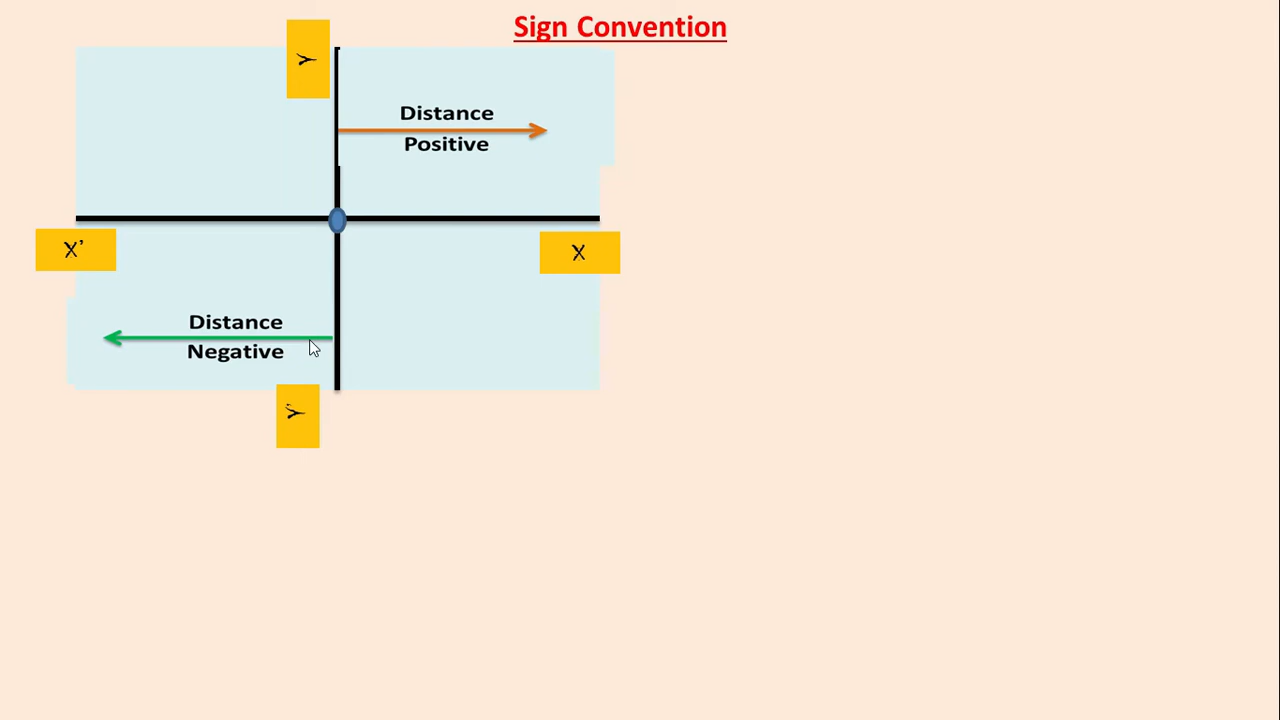 Sign Convention
Y
Distance
Positive
X'
X
Distance
Negative
Y'